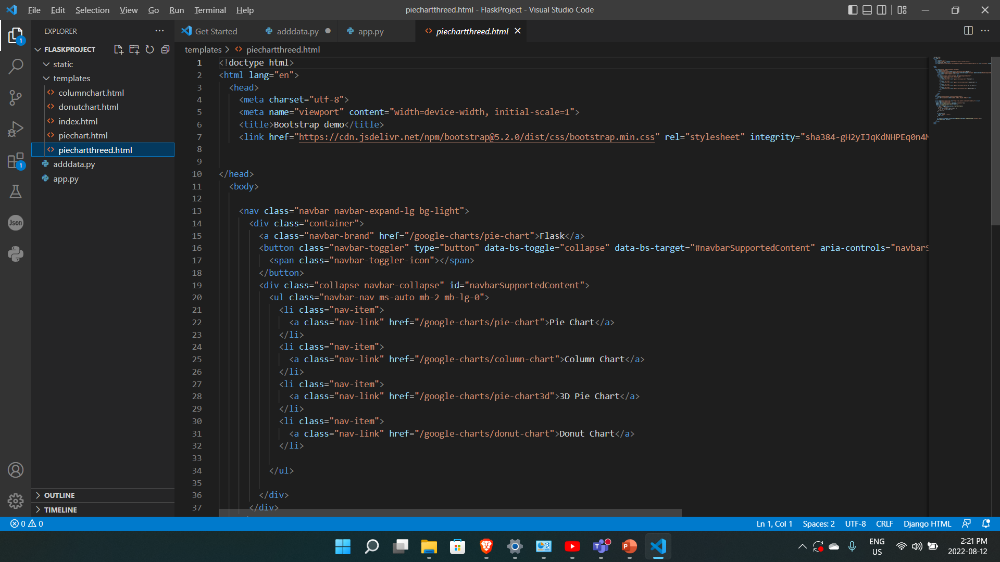 File Edit Selection View Go Run Terminal Help
piechartthreed.html - FlaskProject - Visual Studio Code
EXPLORER
FLASKPROJECT
static
templates
columnchart.html
donutchart.html
index.html
piechart.html
piechartthreed.html
adddata.py
app.py
OUTLINE
TIMELINE
1
1
Json
Get Started adddata.py app.py piechartthreed.html
templates > piechartthreed.html
1 <!doctype html>
2 <html lang="en">
3 <head>
4 <meta charset="utf-8">
5 <meta name="viewport" content="width=device-width, initial-scale=1">
6 <title>Bootstrap demo</title>
7 <link href="https://cdn.jsdelivr.net/npm/bootstrap@5.2.0/dist/css/bootstrap.min.css" rel="stylesheet" integrity="sha384-gH2yIJqKdNHPEq0n4M
8
9
10 </head>
11 <body>
12
13 <nav class="navbar navbar-expand-lg bg-light">
14 <div class="container">
15 <a class="navbar-brand" href="/google-charts/pie-chart">Flask</a>
16 <button class="navbar-toggler" type="button" data-bs-toggle="collapse" data-bs-target="#navbarSupportedContent" aria-controls="navbarS
17 <span class="navbar-toggler-icon"></span>
18 </button>
19 <div class="collapse navbar-collapse" id="navbarSupportedContent">
20 <ul class="navbar-nav ms-auto mb-2 mb-lg-0">
21 <li class="nav-item">
22 <a class="nav-link" href="/google-charts/pie-chart">Pie Chart</a>
23 </li>
24 <li class="nav-item">
25 <a class="nav-link" href="/google-charts/column-chart">Column Chart</a>
26 </li>
27 <li class="nav-item">
28 <a class="nav-link" href="/google-charts/pie-chart3d">3D Pie Chart</a>
29 </li>
30 <li class="nav-item">
31 <a class="nav-link" href="/google-charts/donut-chart">Donut Chart</a>
32 </li>
33
34 </ul>
35
36 </div>
37 </div>
0 0
Ln 1, Col 1 Spaces: 2 UTF-8 CRLF Django HTML
ENG
US
2:21 PM
2022-08-12